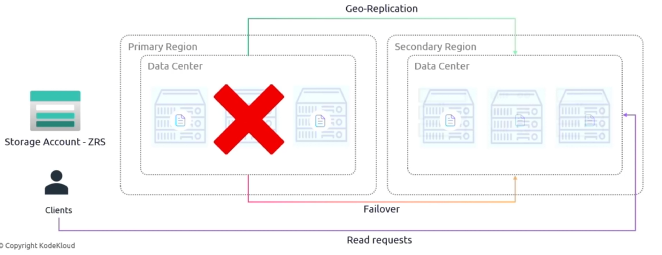 Geo-Replication
Primary Region
Secondary Region
Data Center
Data Center
Storage Account - ZRS
Clients
Failover
Read requests
© Copyright KodeKloud